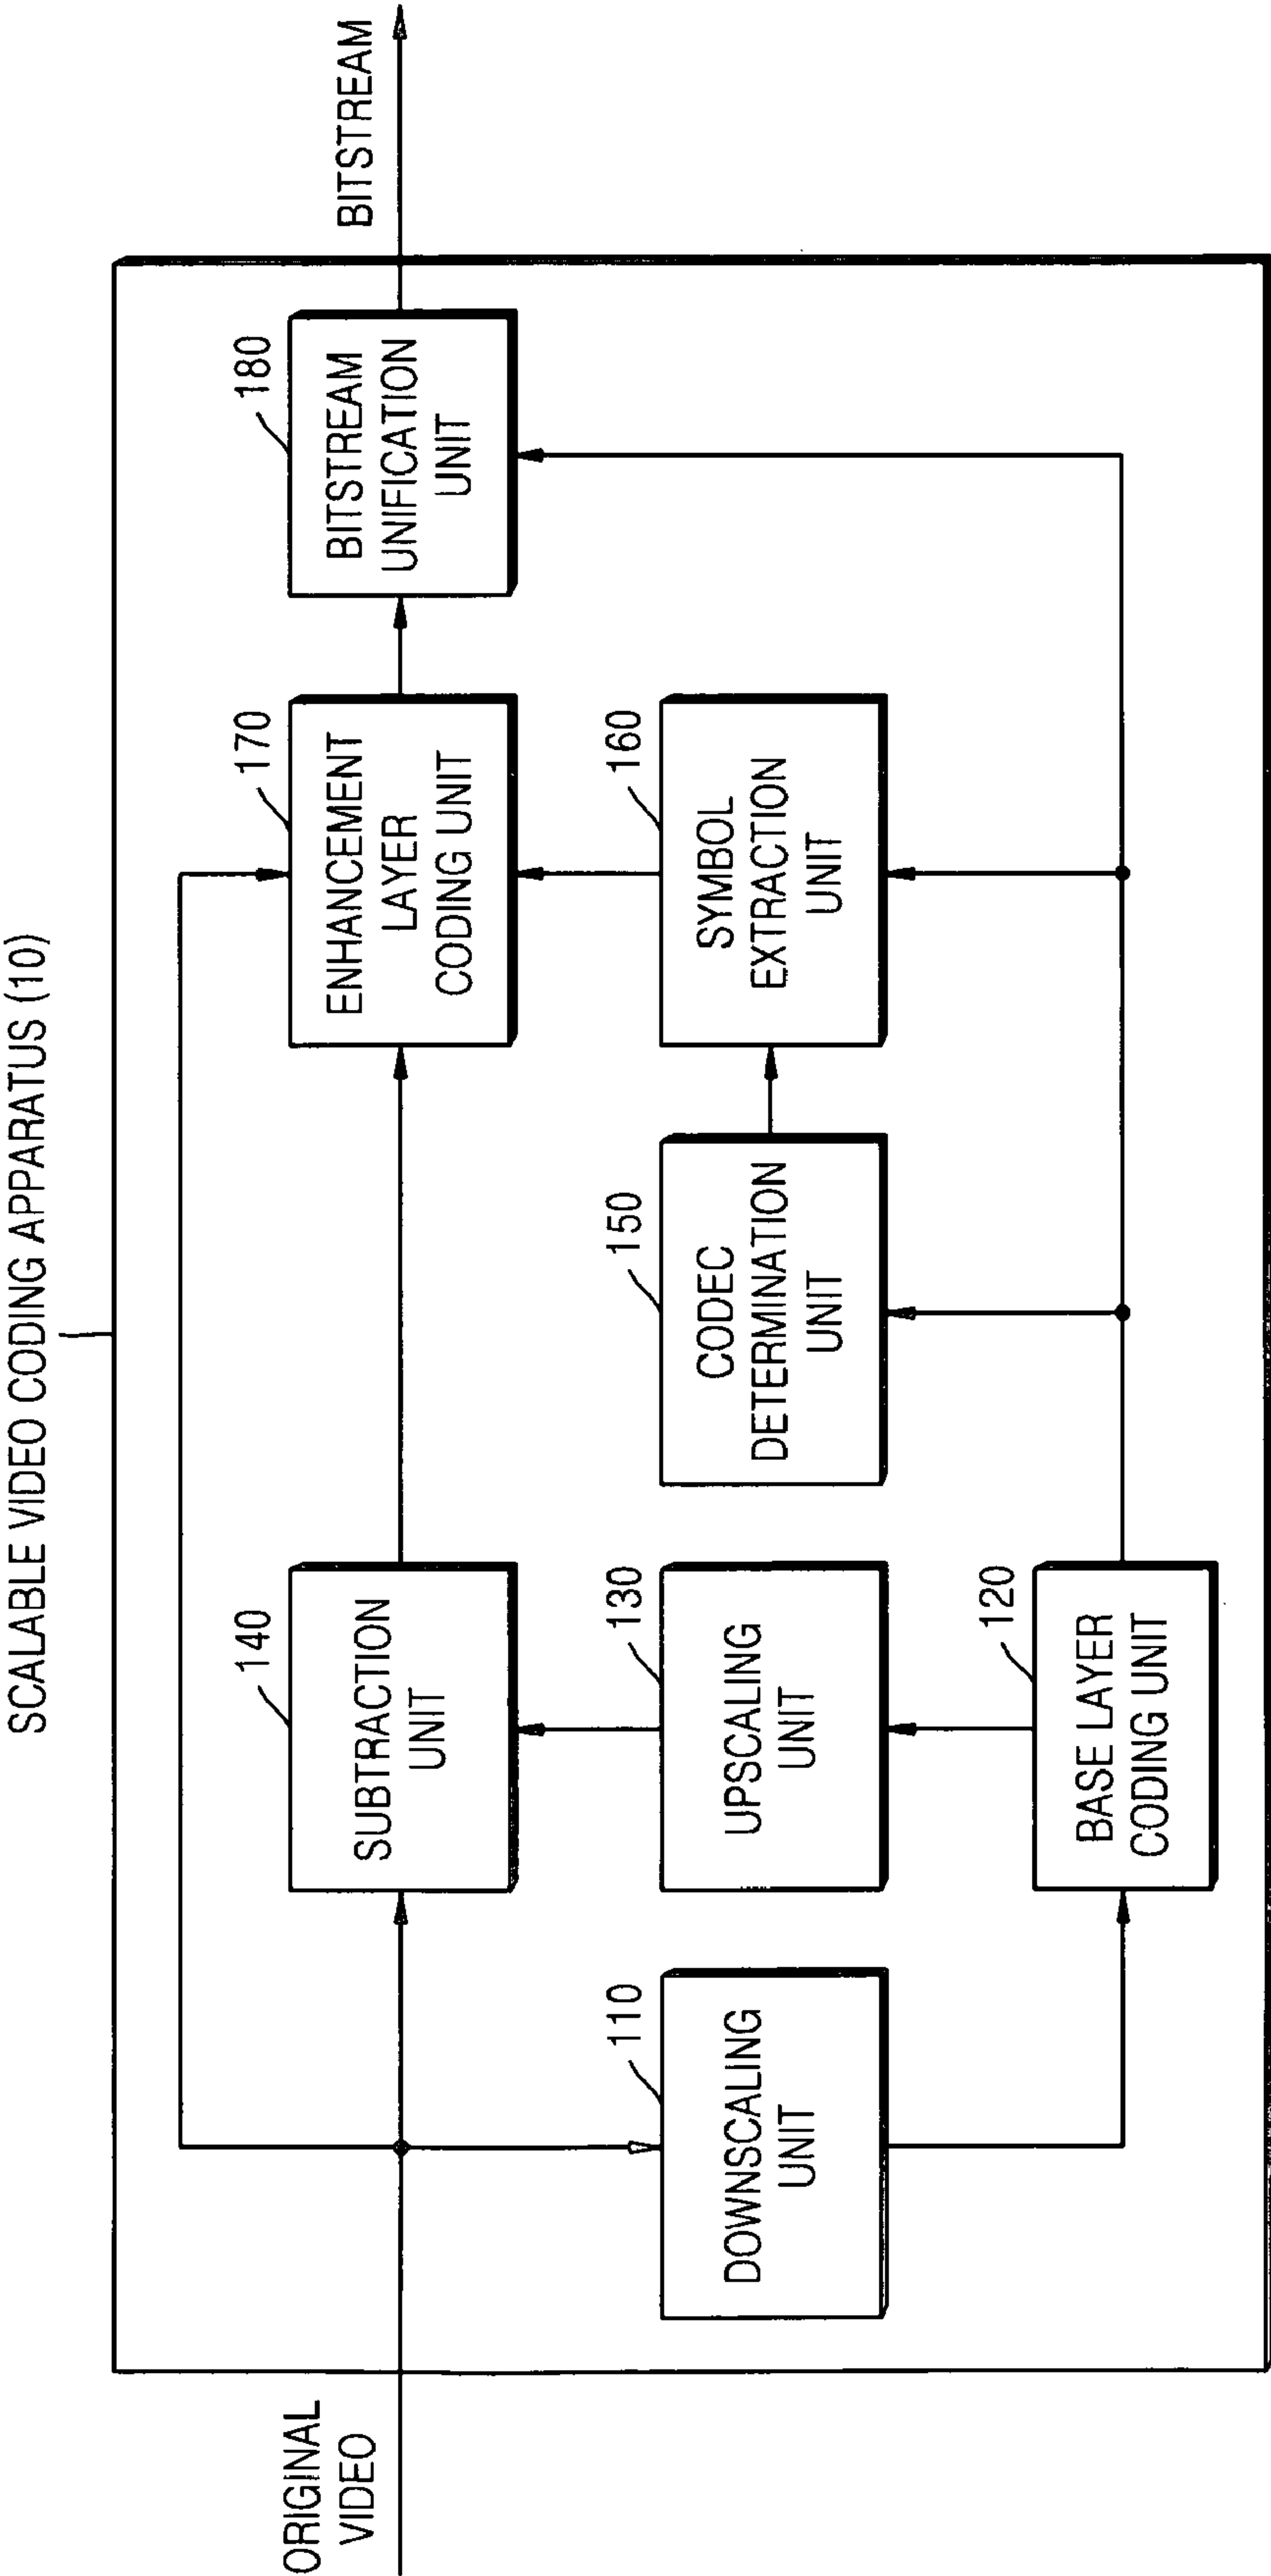 SCALABLE VIDEO CODING APPARATUS (10)
ORIGINAL
VIDEO
BITSTREAM
140
SUBTRACTION
UNIT
170
ENHANCEMENT
LAYER
CODING UNIT
180
BITSTREAM
UNIFICATION
UNIT
110
DOWNSCALING
UNIT
130
UPSCALING
UNIT
150
CODEC
DETERMINATION
UNIT
160
SYMBOL
EXTRACTION
UNIT
120
BASE LAYER
CODING UNIT